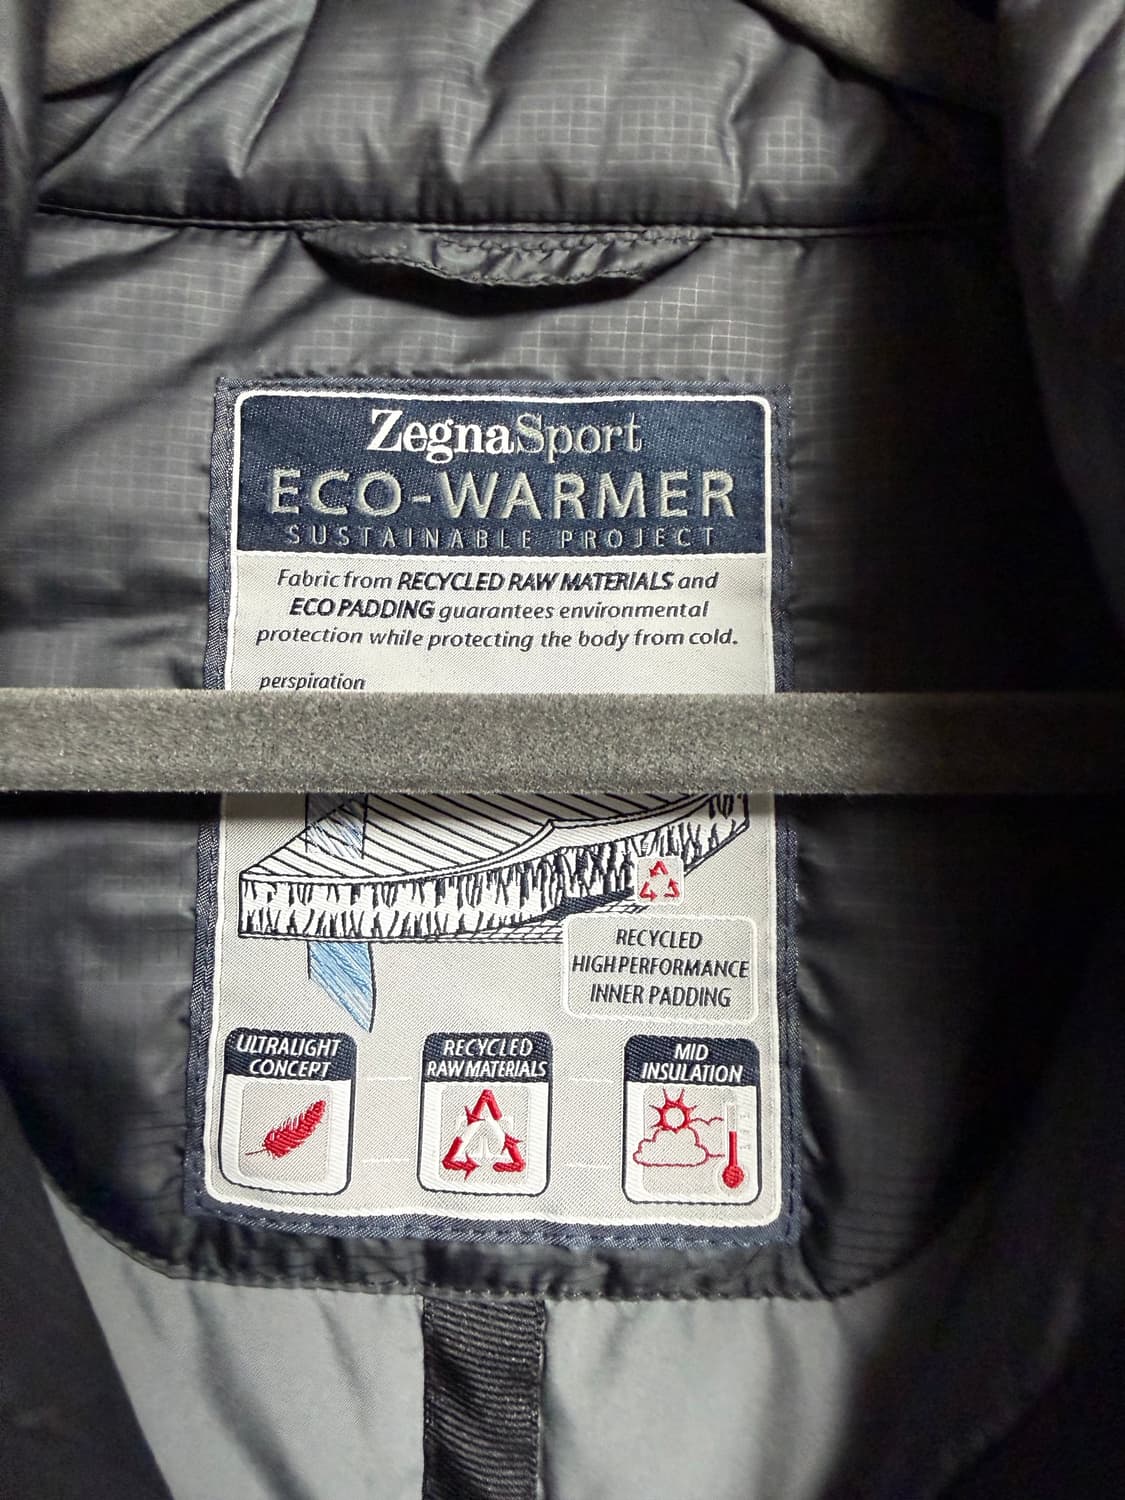 ZegnaSport
ECO-WARMER
SUSTAINABLE PROJECT
Fabric from RECYCLED RAW MATERIALS and
ECO PADDING guarantees environmental
protection while protecting the body from cold.
perspiration
RECYCLED
HIGH PERFORMANCE
INNER PADDING
ULTRALIGHT
CONCEPT
RECYCLED
RAW MATERIALS
MID
INSULATION